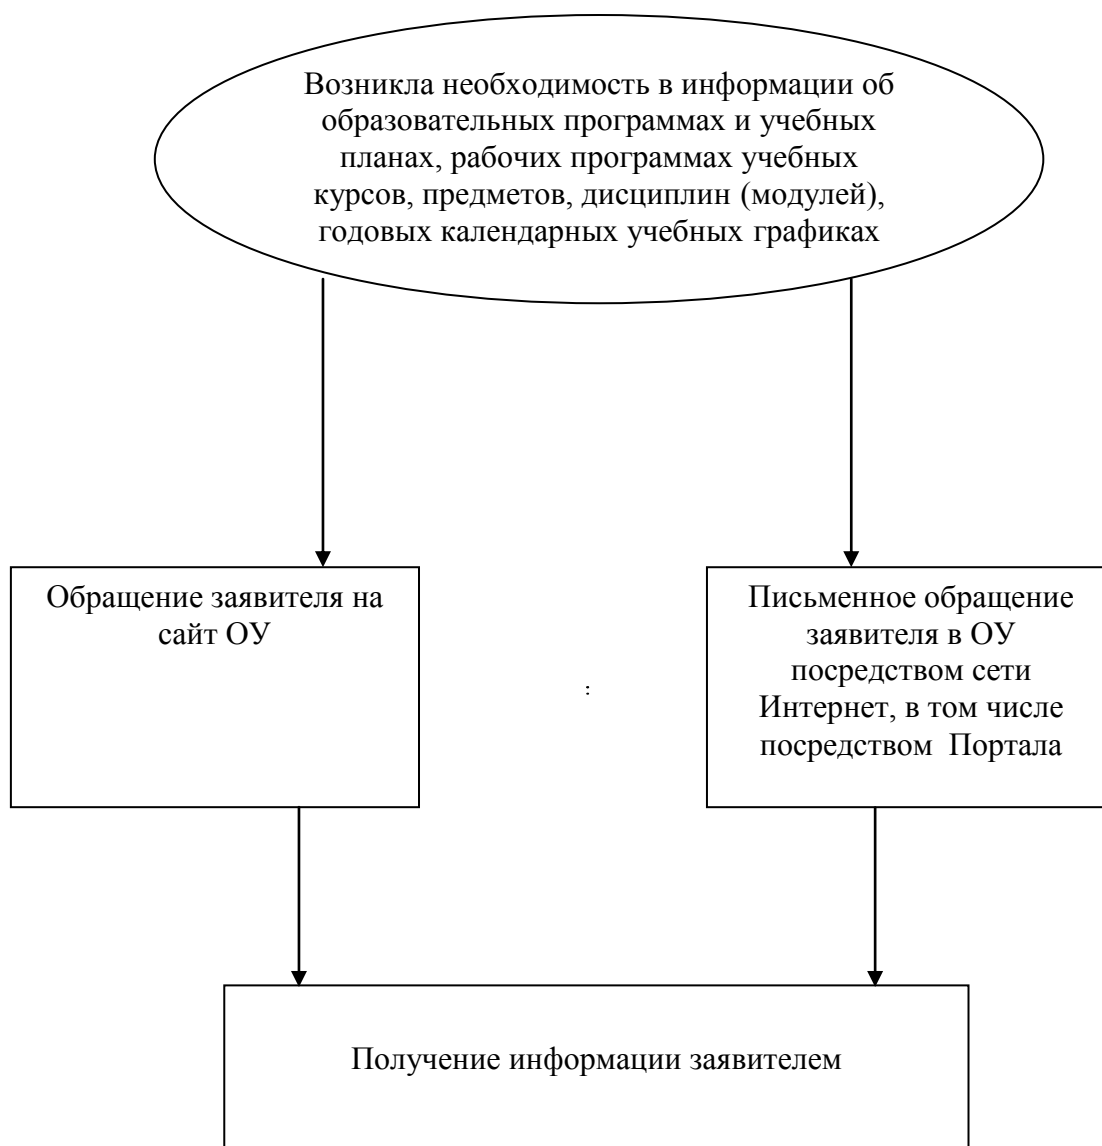 Возникла необходимость в информации об
образовательных программах и учебных
планах, рабочих программах учебных
курсов, предметов, дисциплин (модулей),
годовых календарных учебных графиках
Обращение заявителя на
сайт ОУ
:
Письменное обращение
заявителя в ОУ
посредством сети
Интернет, в том числе
посредством Портала
Получение информации заявителем